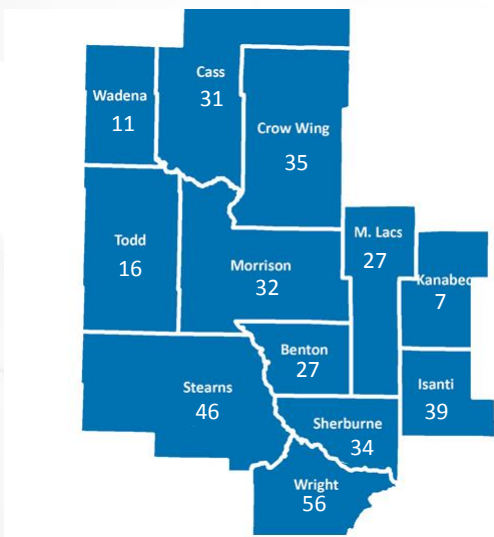 Cass
31
Wadena
11
Crow Wing
35
M. Lacs
27
Todd
16
Morrison
32
Kanabec
7
Benton
27
Stearns
46
Isanti
39
Sherburne
34
Wright
56